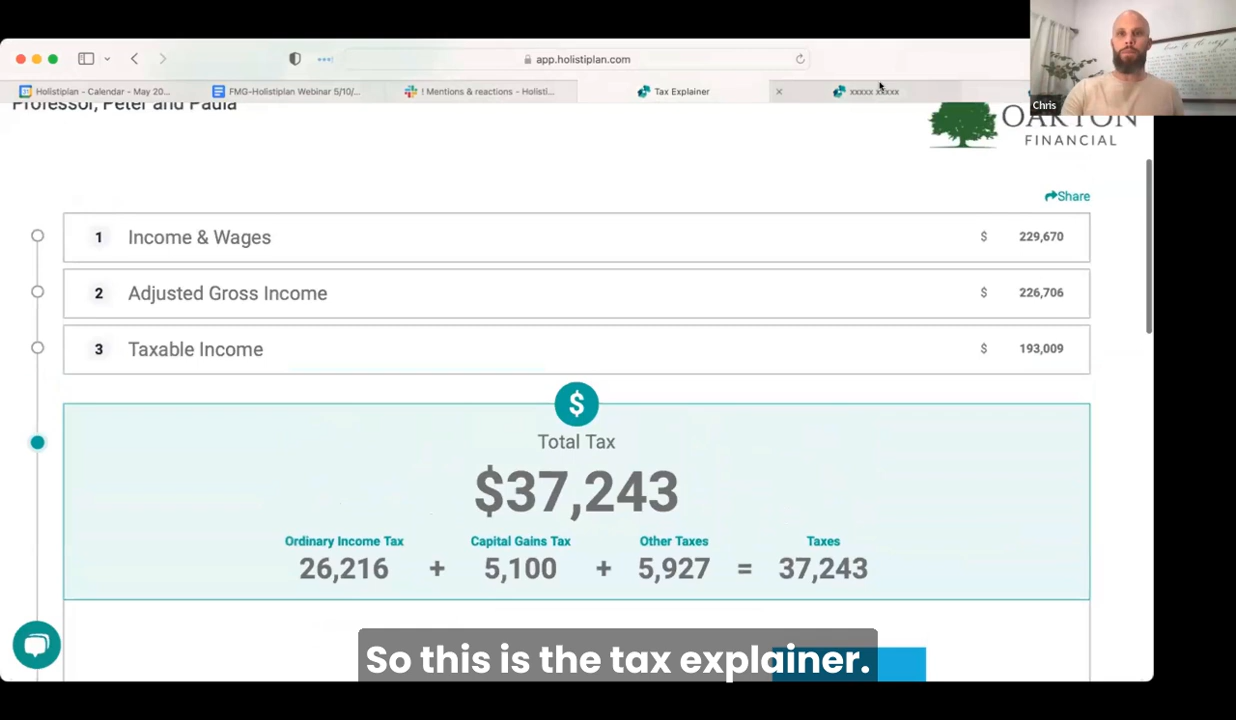 app.holistiplan.com
Holistiplan - Calendar - May 20...
FMG-Holistiplan Webinar 5/10/...
! Mentions & reactions - Holisti...
Tax Explainer
xxxxx xxxxx
Chris
Professor, Peter and Paula
OAKTON
FINANCIAL
Share
1 Income & Wages $ 229,670
2 Adjusted Gross Income $ 226,706
3 Taxable Income $ 193,009
$
Total Tax
$37,243
Ordinary Income Tax Capital Gains Tax Other Taxes Taxes
26,216 + 5,100 + 5,927 = 37,243
So this is the tax explainer.